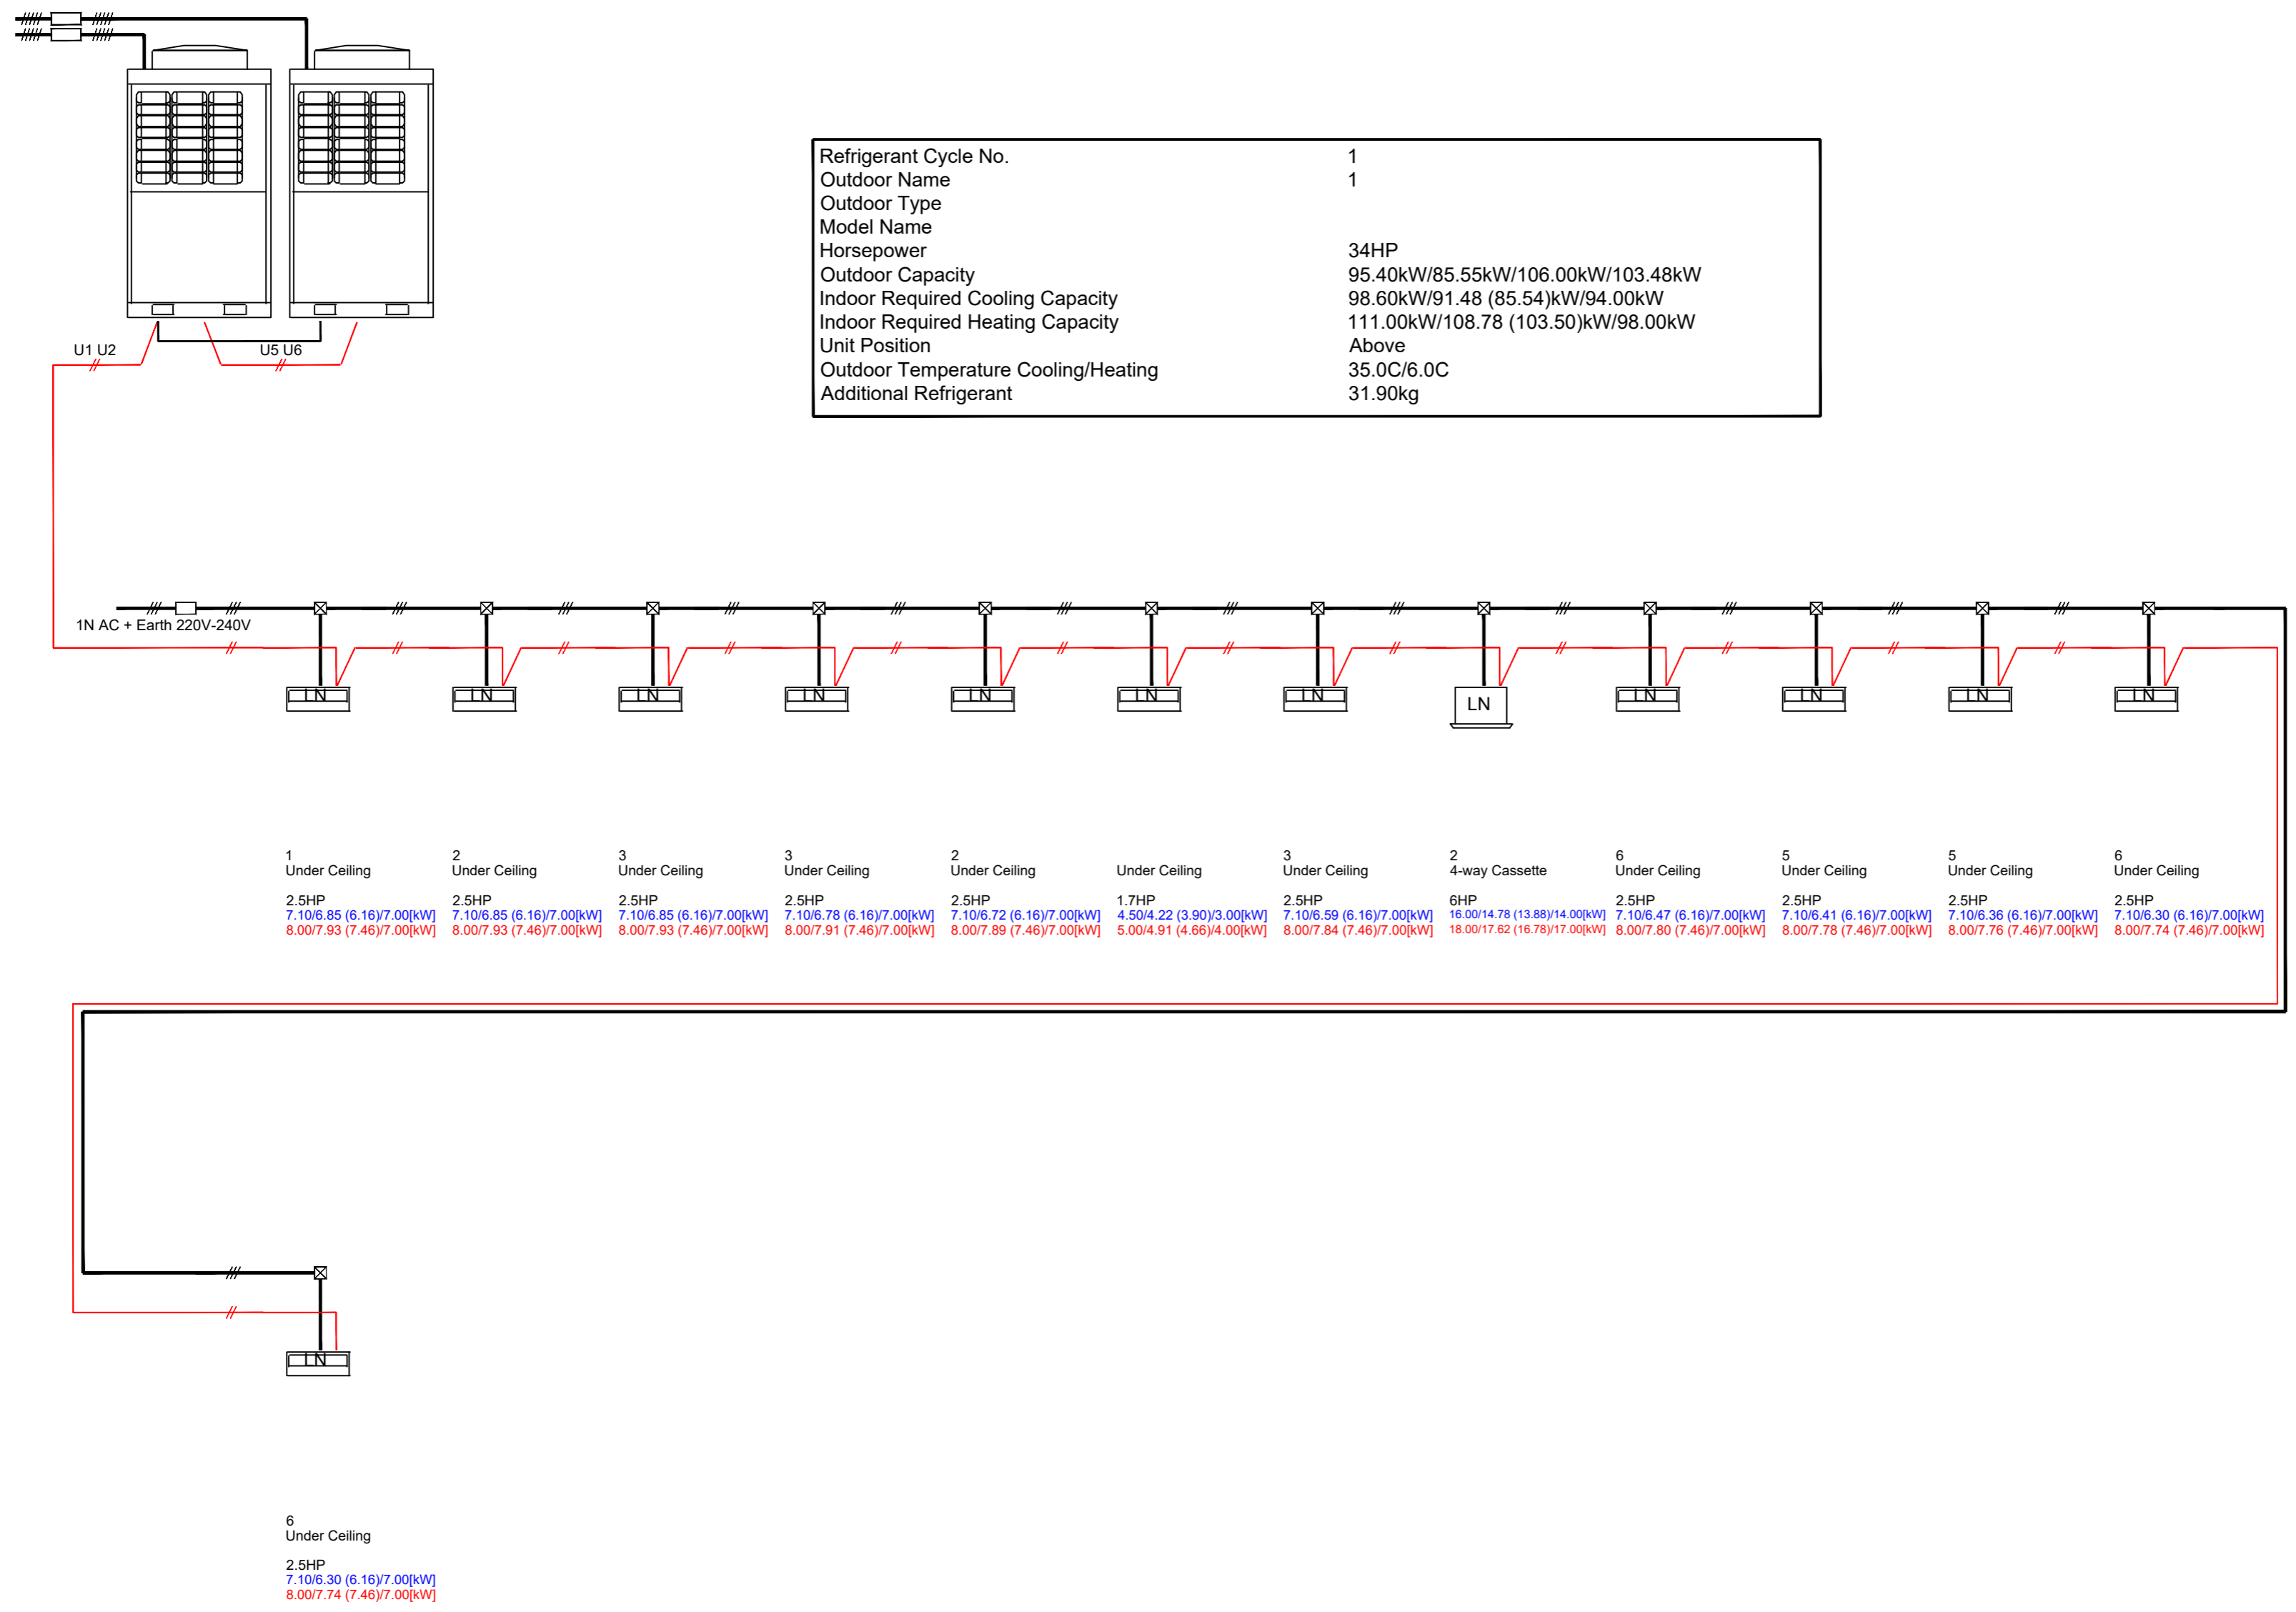 Refrigerant Cycle No. 1
Outdoor Name 1
Outdoor Type
Model Name
Horsepower 34HP
Outdoor Capacity 95.40kW/85.55kW/106.00kW/103.48kW
Indoor Required Cooling Capacity 98.60kW/91.48 (85.54)kW/94.00kW
Indoor Required Heating Capacity 111.00kW/108.78 (103.50)kW/98.00kW
Unit Position Above
Outdoor Temperature Cooling/Heating 35.0C/6.0C
Additional Refrigerant 31.90kg
U1 U2 U5 U6
1N AC + Earth 220V-240V
LN LN LN LN LN LN LN LN LN LN LN LN
1 2 3 3 2 3 2 6 5 5 6
Under Ceiling Under Ceiling Under Ceiling Under Ceiling Under Ceiling Under Ceiling Under Ceiling 4-way Cassette Under Ceiling Under Ceiling Under Ceiling Under Ceiling
2.5HP 2.5HP 2.5HP 2.5HP 2.5HP 1.7HP 2.5HP 6HP 2.5HP 2.5HP 2.5HP 2.5HP
7.10/6.85 (6.16)/7.00[kW] 7.10/6.85 (6.16)/7.00[kW] 7.10/6.85 (6.16)/7.00[kW] 7.10/6.78 (6.16)/7.00[kW] 7.10/6.72 (6.16)/7.00[kW] 4.50/4.22 (3.90)/3.00[kW] 7.10/6.59 (6.16)/7.00[kW] 16.00/14.78 (13.88)/14.00[kW] 7.10/6.47 (6.16)/7.00[kW] 7.10/6.41 (6.16)/7.00[kW] 7.10/6.36 (6.16)/7.00[kW] 7.10/6.30 (6.16)/7.00[kW]
8.00/7.93 (7.46)/7.00[kW] 8.00/7.93 (7.46)/7.00[kW] 8.00/7.93 (7.46)/7.00[kW] 8.00/7.91 (7.46)/7.00[kW] 8.00/7.89 (7.46)/7.00[kW] 5.00/4.91 (4.66)/4.00[kW] 8.00/7.84 (7.46)/7.00[kW] 18.00/17.62 (16.78)/17.00[kW] 8.00/7.80 (7.46)/7.00[kW] 8.00/7.78 (7.46)/7.00[kW] 8.00/7.76 (7.46)/7.00[kW] 8.00/7.74 (7.46)/7.00[kW]
LN
6
Under Ceiling
2.5HP
7.10/6.30 (6.16)/7.00[kW]
8.00/7.74 (7.46)/7.00[kW]